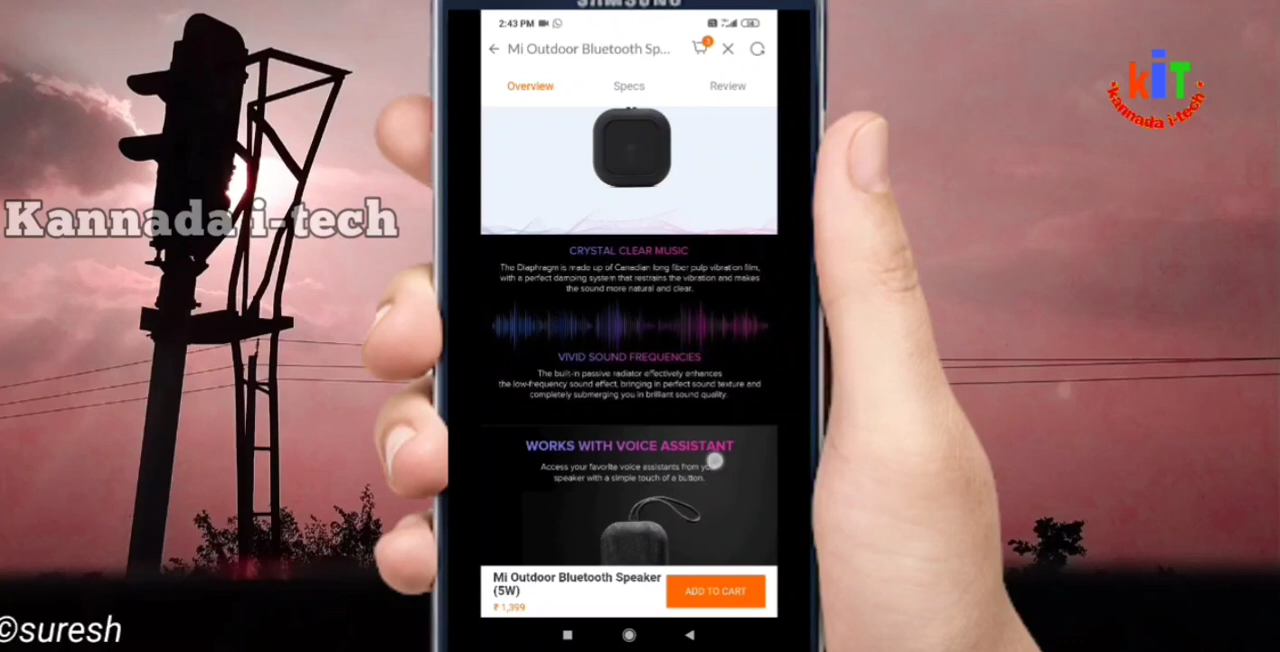 SAMSUNG
2:43 PM
Mi Outdoor Bluetooth Sp...
3
Overview Specs Review
CRYSTAL CLEAR MUSIC
The Diaphragm is made up of Canadian long fiber pulp vibration film,
with a perfect damping system that restrains the vibration and makes
the sound more natural and clear.
VIVID SOUND FREQUENCIES
The built-in passive radiator effectively enhances
the low-frequency sound effect, bringing in perfect sound texture and
completely submerging you in brilliant sound quality.
WORKS WITH VOICE ASSISTANT
Access your favorite voice assistants from
speaker with a simple touch of a button.
Mi Outdoor Bluetooth Speaker
(5W)
₹ 1,399
ADD TO CART
Kannada i-tech
kiT
kannada i-tech
©suresh